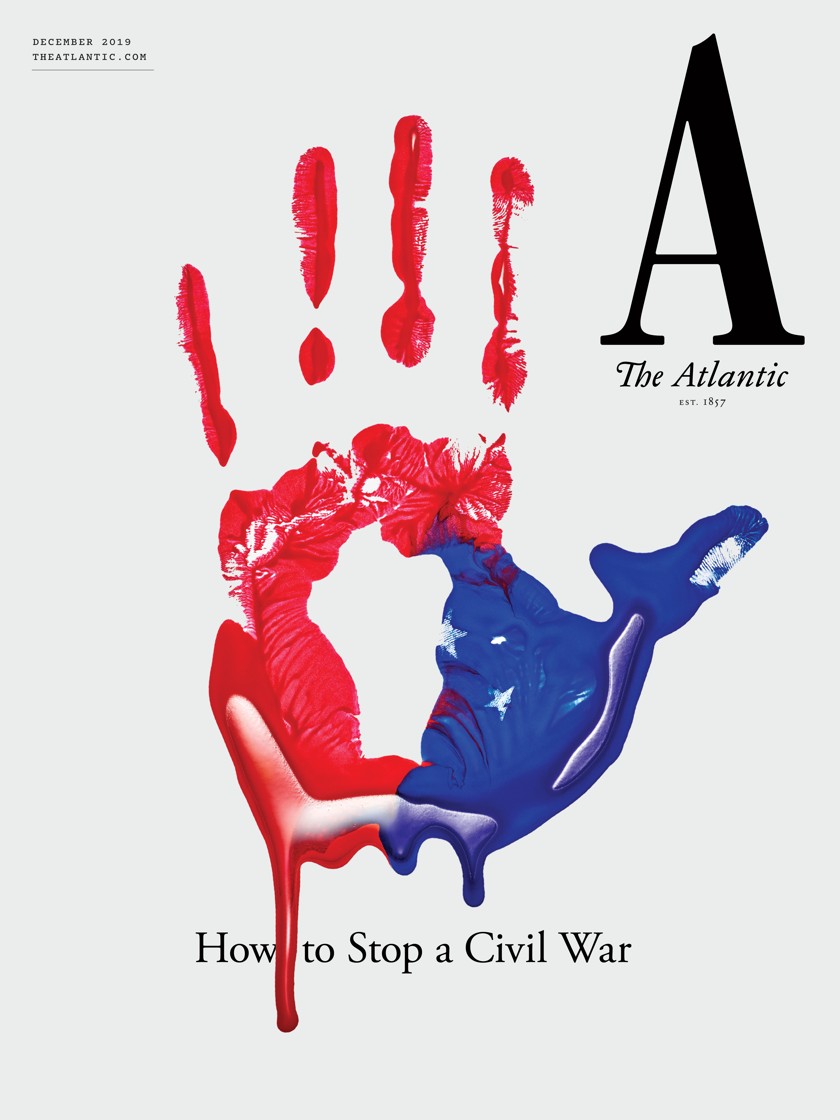 DECEMBER 2019
THEATLANTIC.COM
A
The Atlantic
EST. 1857
How to Stop a Civil War